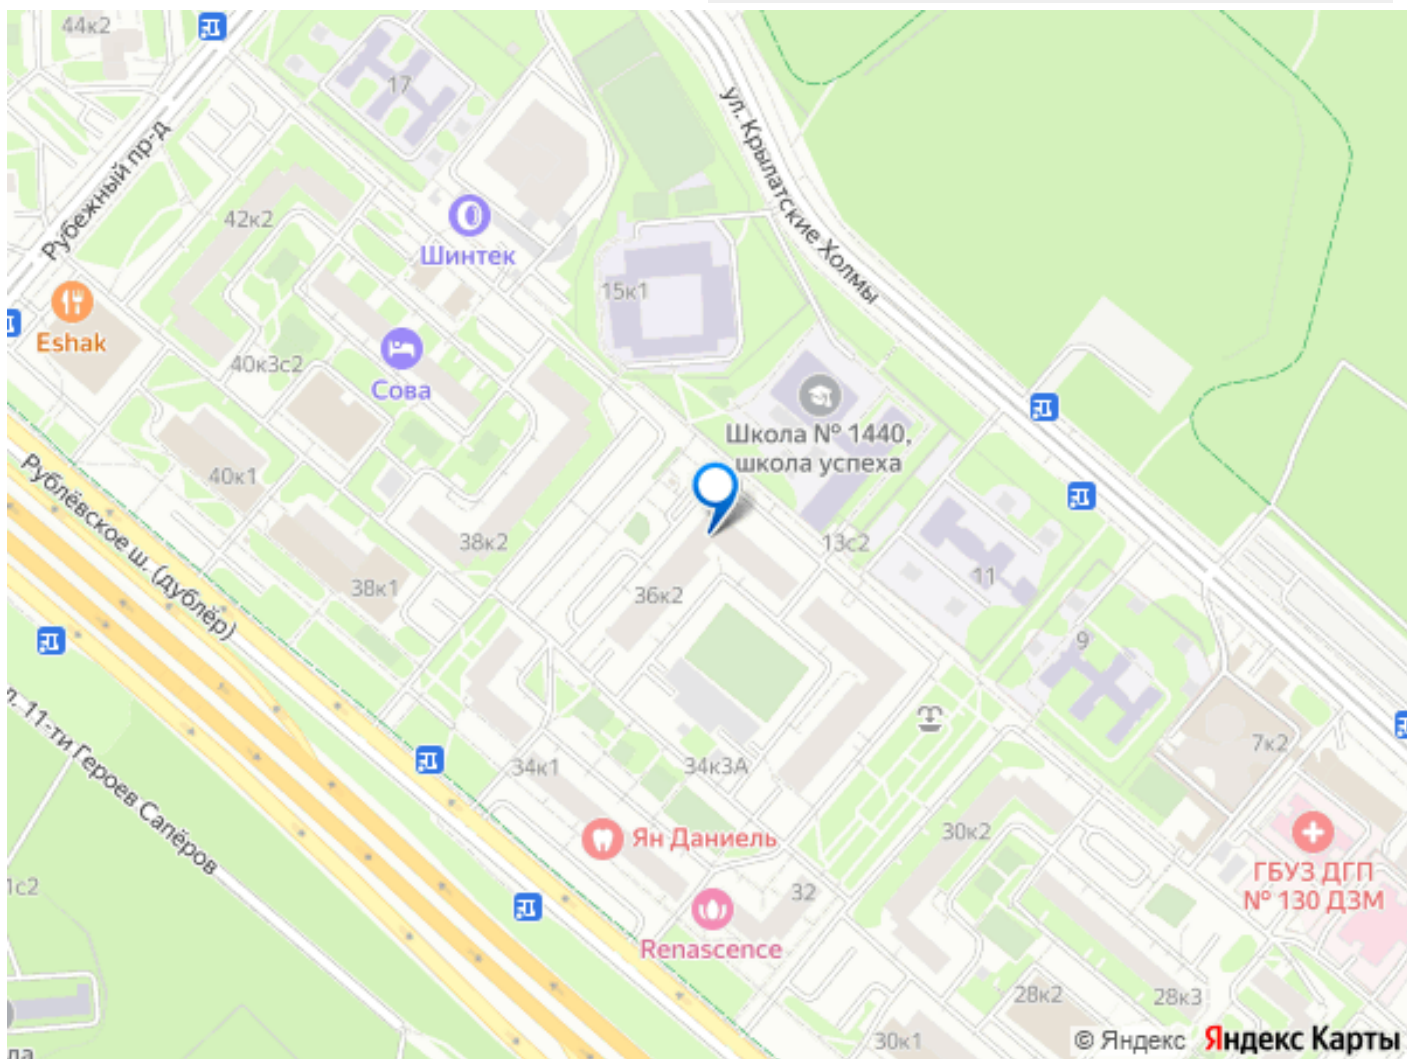 44к2
17
Рубежный пр-д
ул. Крылатские Холмы
42к2
Шинтек
15к1
Eshak
40к3с2
Сова
Школа № 1440,
школа успеха
40к1
Рублёвское ш. (дублёр)
38к2
13с2
38к1
36к2
11
9
л. 11-ти Героев Сапёров
34к1
34к3А
7к2
Ян Даниель
30к2
1с2
32
ГБУЗ ДГП
№ 130 ДЗМ
Renascence
28к2
28к3
30к1
© Яндекс Яндекс Карты
ла